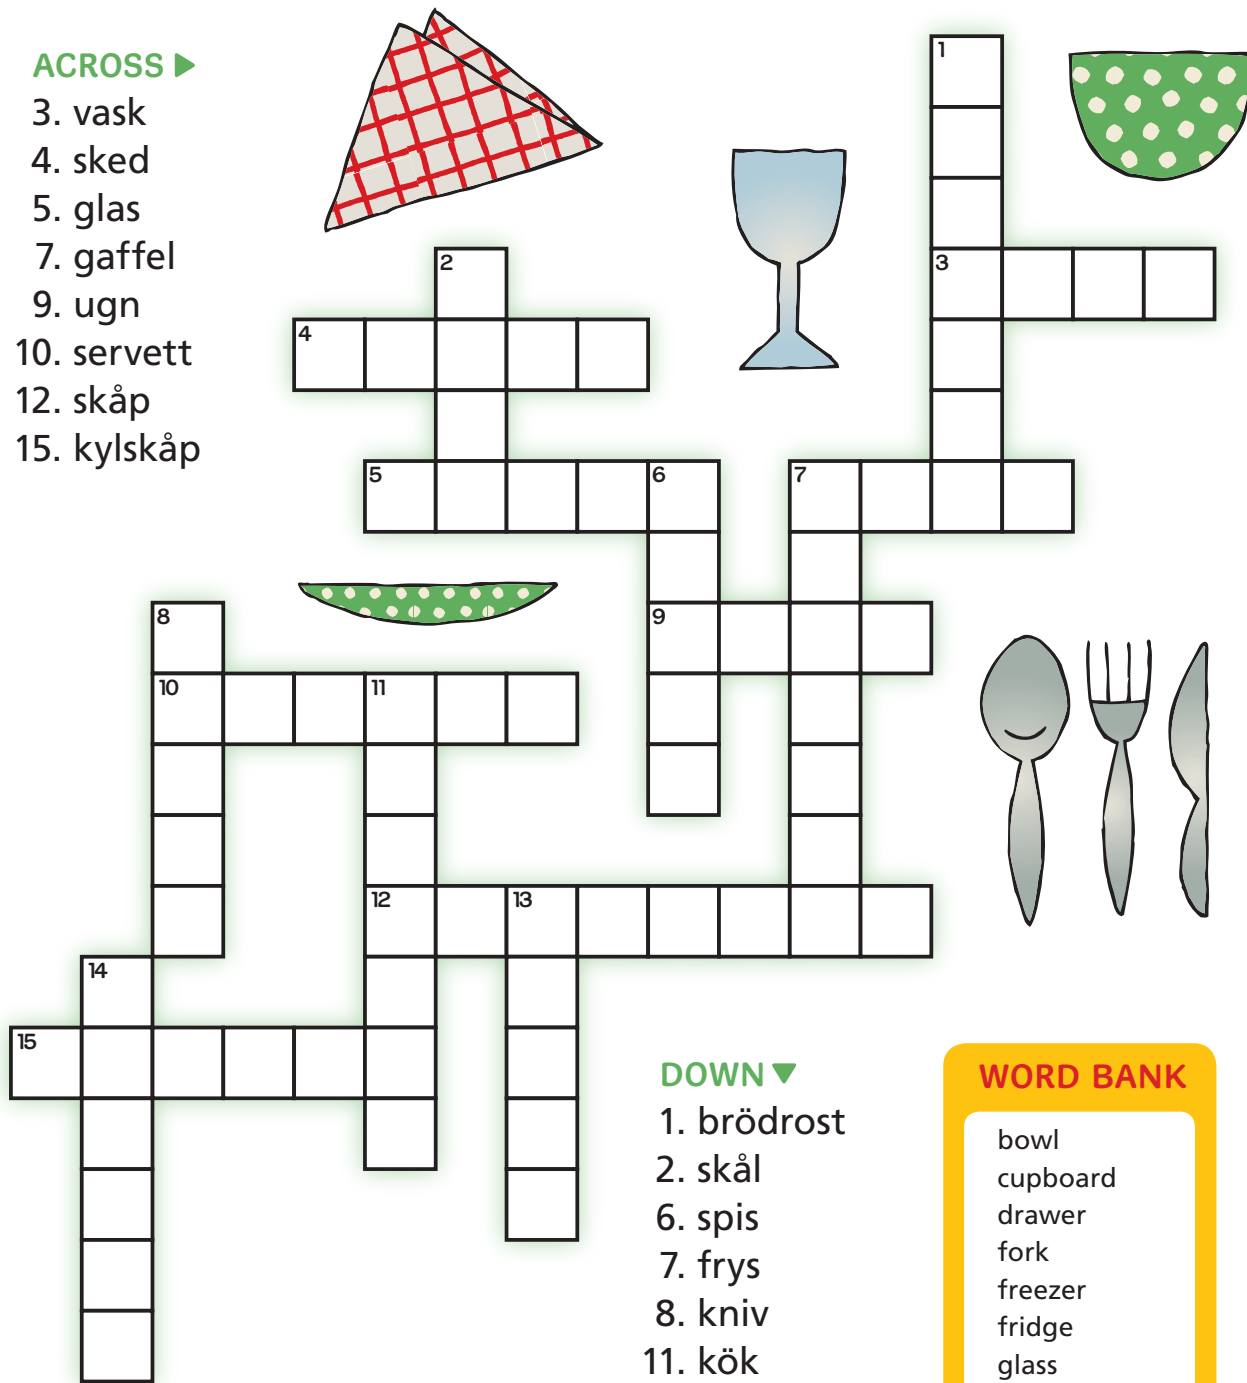 ACROSS
3. vask
4. sked
5. glas
7. gaffel
9. ugn
10. servett
12. skåp
15. kylskåp
1
2
3
4
5
6
7
8
9
10
11
12
13
14
15
DOWN
1. brödrost
2. skål
6. spis
7. frys
8. kniv
11. kök
WORD BANK
bowl
cupboard
drawer
fork
freezer
fridge
glass